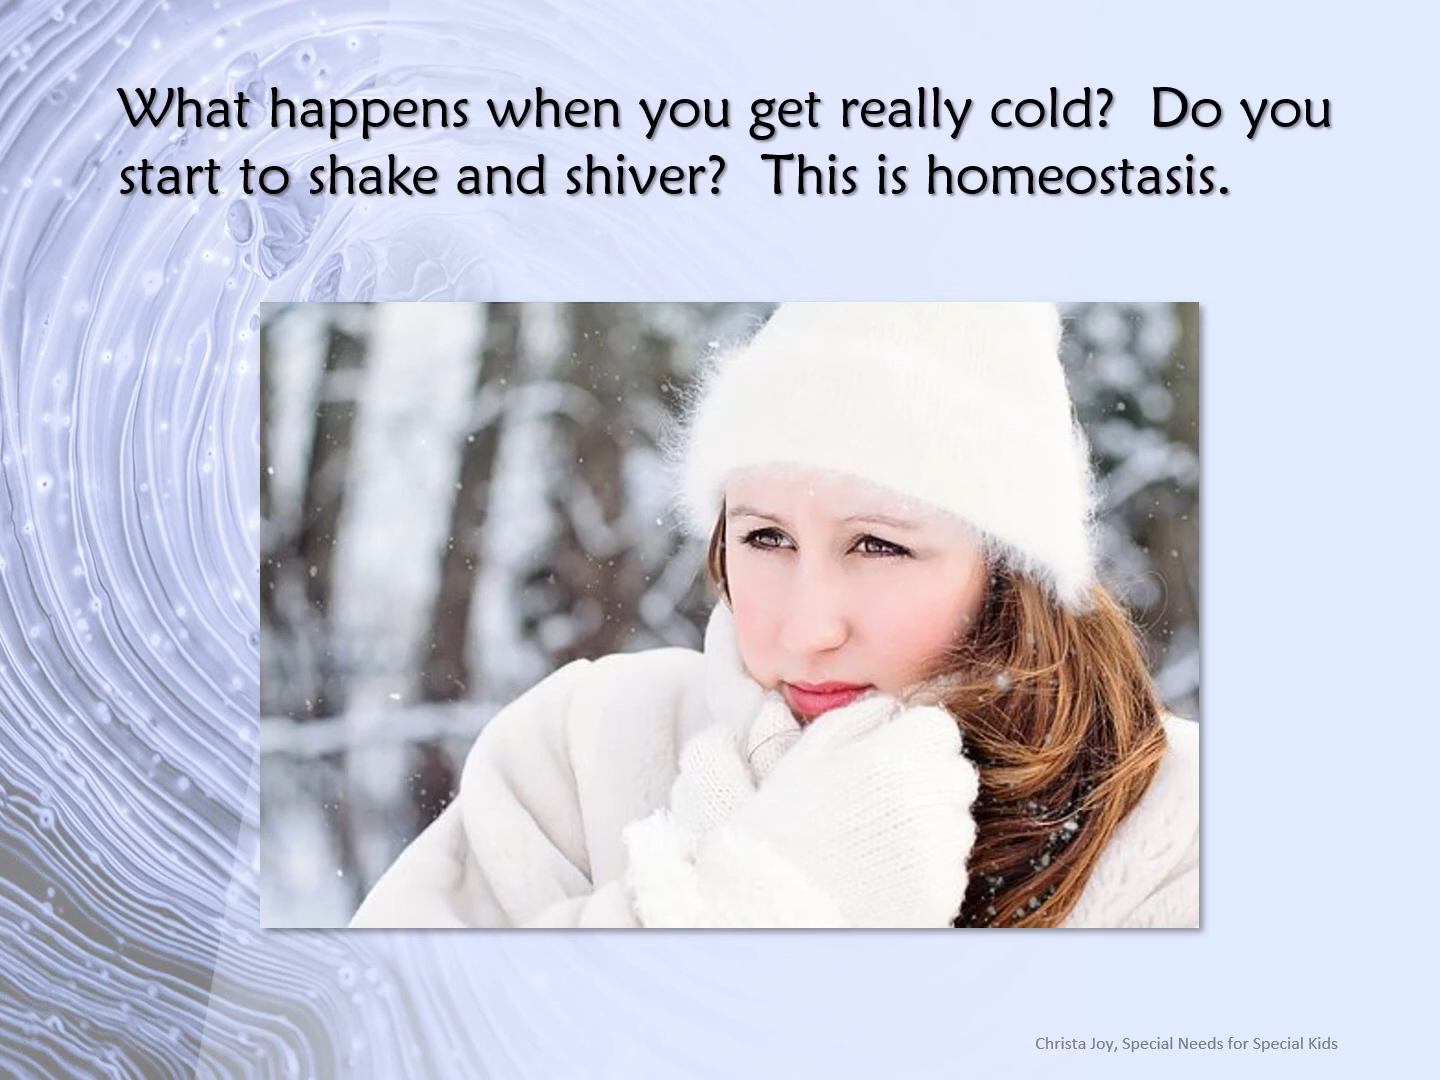 What happens when you get really cold?  Do you
start to shake and shiver?  This is homeostasis.
Christa Joy, Special Needs for Special Kids